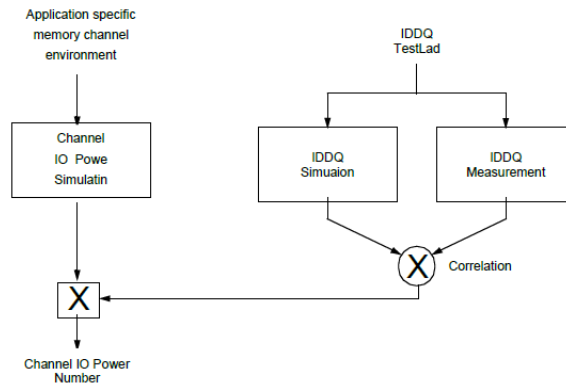 Application specific
memory channel
environment
IDDQ
TestLad
Channel
IO Powe
Simulatin
IDDQ
Simuaion
IDDQ
Measurement
X
Correlation
X
Channel IO Power
Number